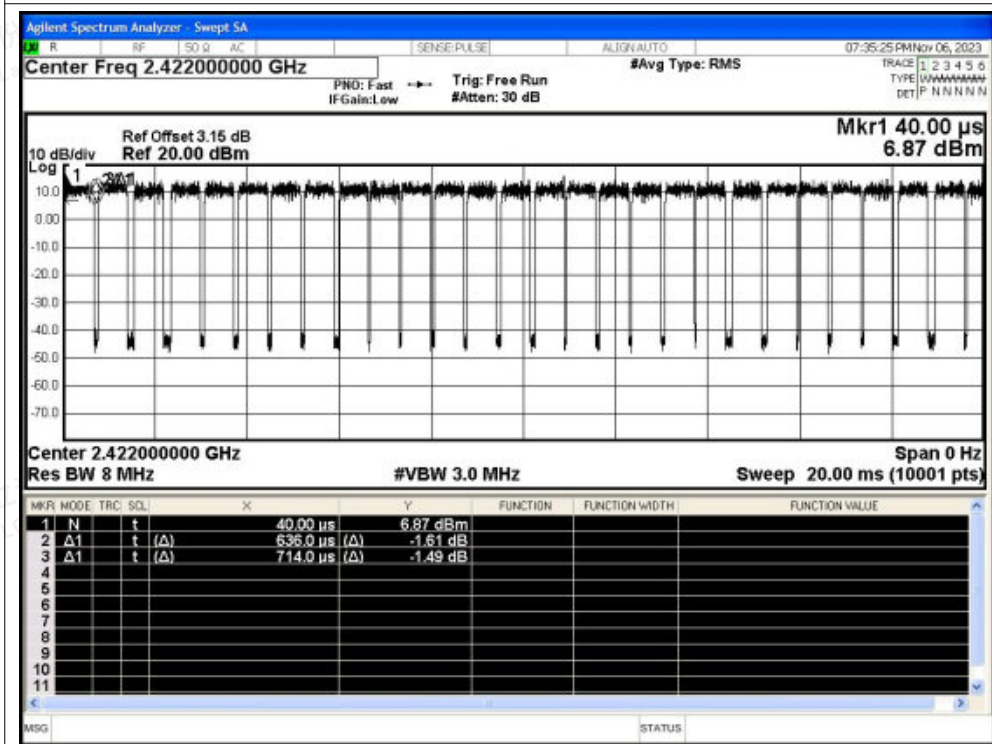 Agilent Spectrum Analyzer - Swept SA
LXI R RF 50 Ω AC SENSE:PULSE ALIGN AUTO 07:35:25 PM Nov 06, 2023
Center Freq 2.422000000 GHz #Avg Type: RMS TRACE 1 2 3 4 5 6
PNO: Fast Trig: Free Run TYPE WWWWWW
IFGain:Low #Atten: 30 dB DET P N N N N N
Mkr1 40.00 µs
Ref Offset 3.15 dB
10 dB/div Ref 20.00 dBm 6.87 dBm
Log
1
10.0
0.00
-10.0
-20.0
-30.0
-40.0
-50.0
-60.0
-70.0
Center 2.422000000 GHz Span 0 Hz
Res BW 8 MHz #VBW 3.0 MHz Sweep 20.00 ms (10001 pts)
MKR MODE TRC SCL X Y FUNCTION FUNCTION WIDTH FUNCTION VALUE
1 N t 40.00 µs 6.87 dBm
2 Δ1 t (Δ) 636.0 µs (Δ) -1.61 dB
3 Δ1 t (Δ) 714.0 µs (Δ) -1.49 dB
4
5
6
7
8
9
10
11
MSG STATUS